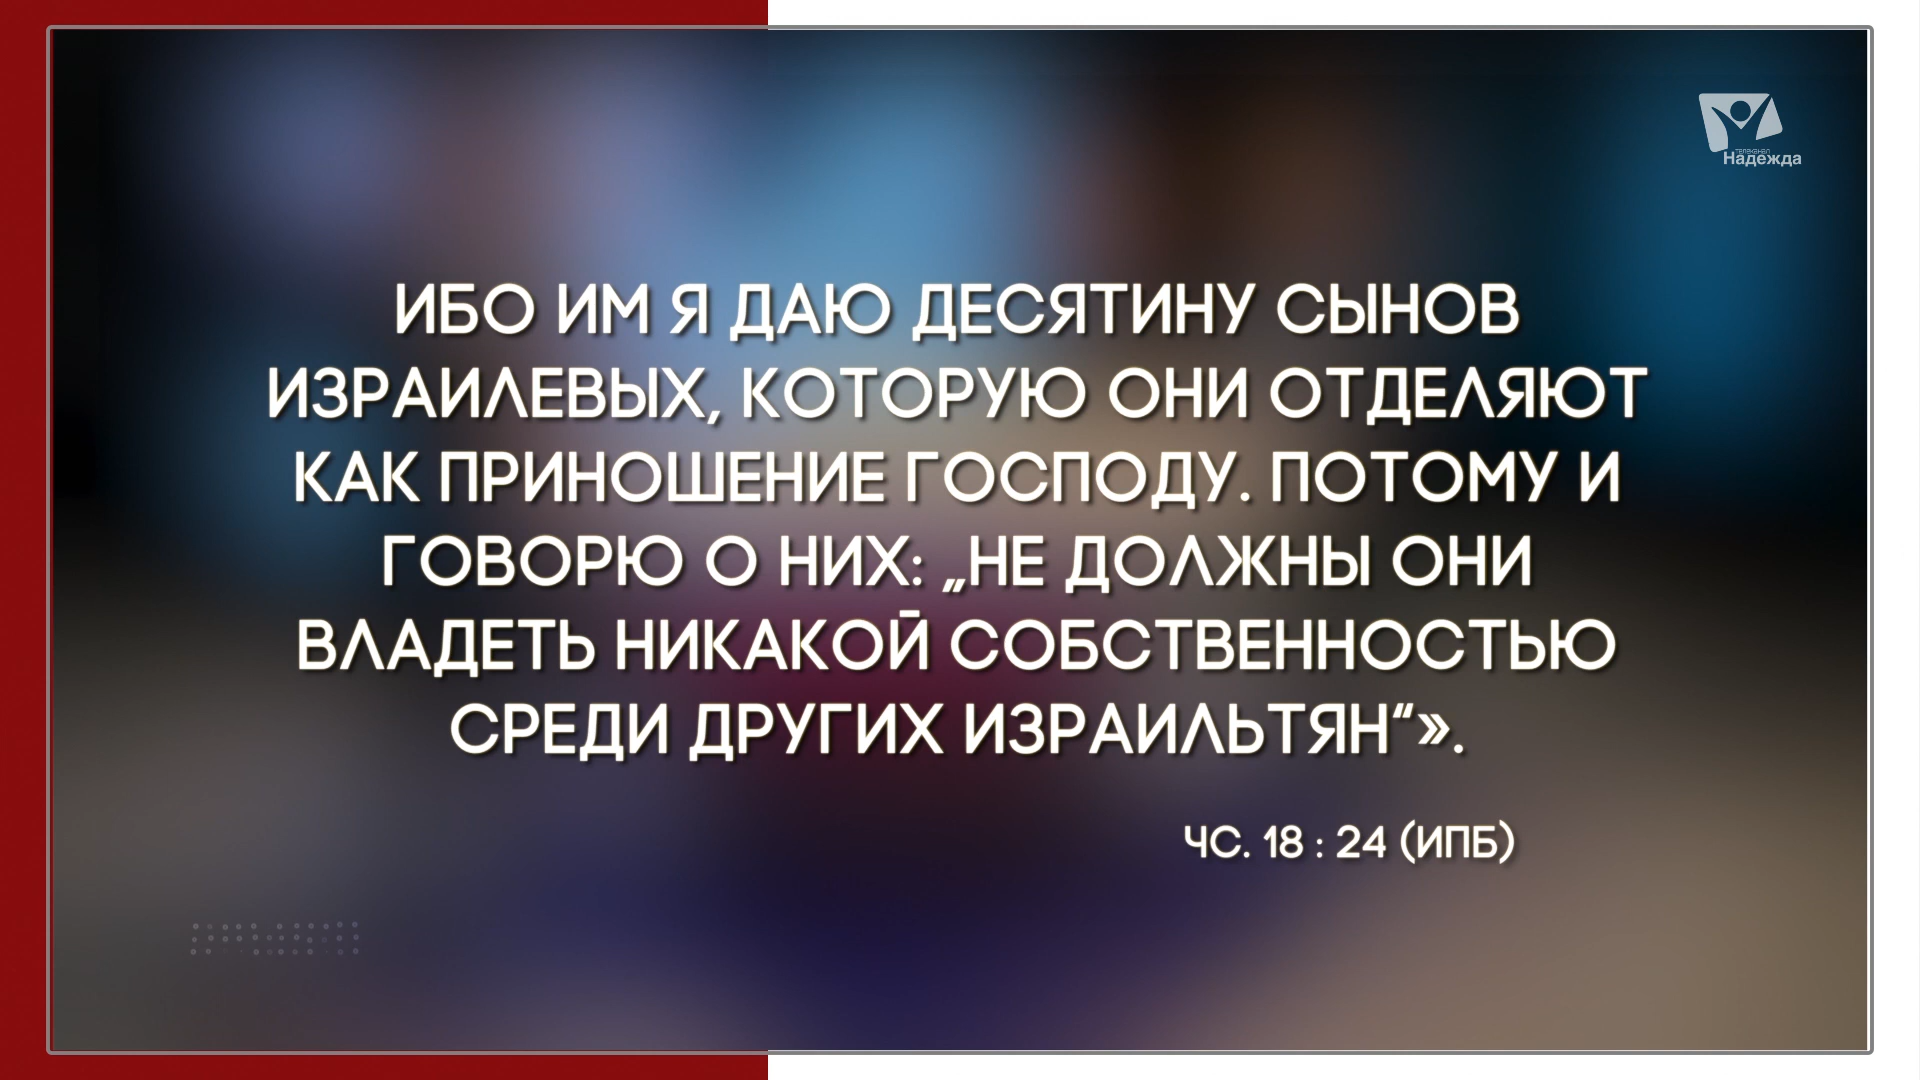 телеканал
Надежда
ИБО ИМ Я ДАЮ ДЕСЯТИНУ СЫНОВ
ИЗРАИЛЕВЫХ, КОТОРУЮ ОНИ ОТДЕЛЯЮТ
КАК ПРИНОШЕНИЕ ГОСПОДУ. ПОТОМУ И
ГОВОРЮ О НИХ: „НЕ ДОЛЖНЫ ОНИ
ВЛАДЕТЬ НИКАКОЙ СОБСТВЕННОСТЬЮ
СРЕДИ ДРУГИХ ИЗРАИЛЬТЯН“».
ЧС. 18 : 24 (ИПБ)